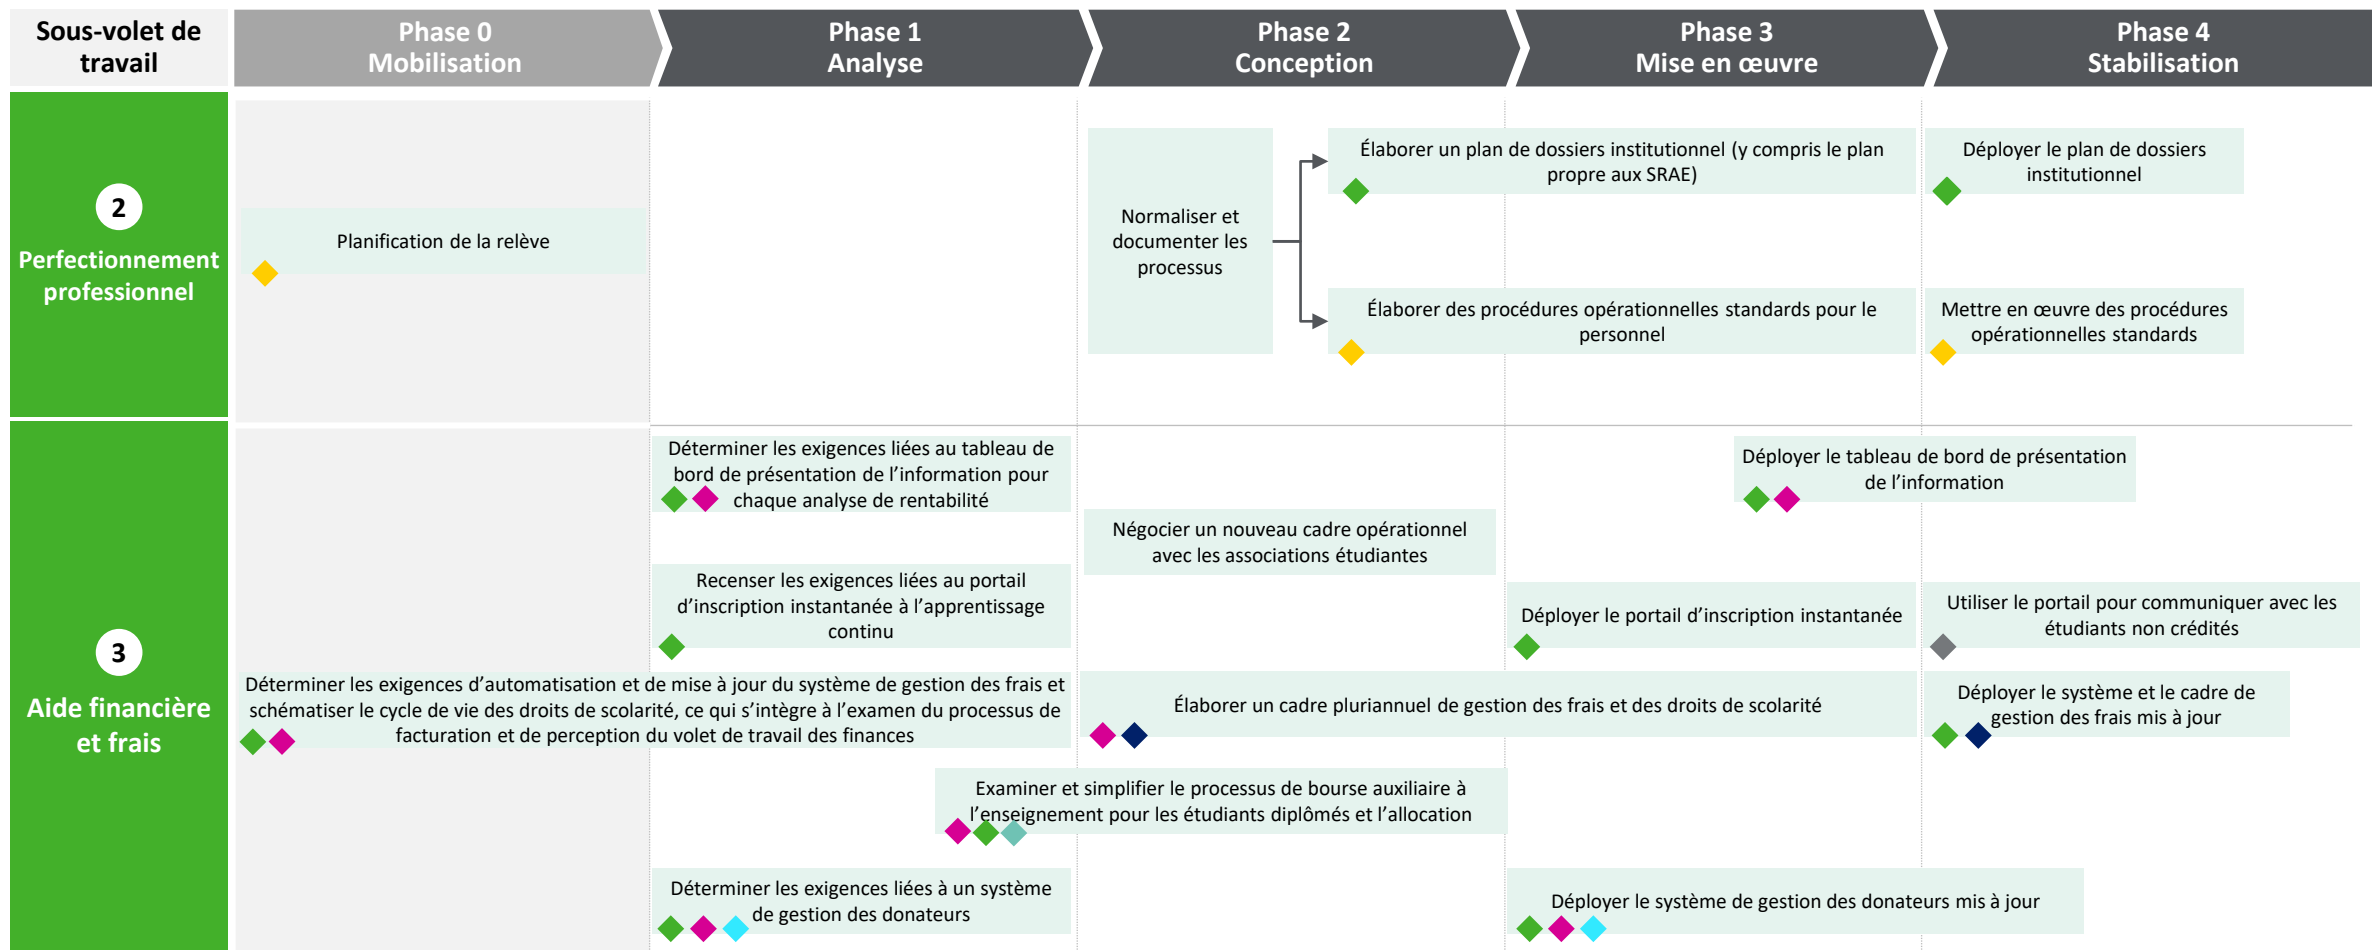 Sous-volet de
travail
Phase 0
Mobilisation
Phase 1
Analyse
Phase 2
Conception
Phase 3
Mise en œuvre
Phase 4
Stabilisation
2
Perfectionnement
professionnel
Planification de la relève
Normaliser et
documenter les
processus
Élaborer un plan de dossiers institutionnel (y compris le plan
propre aux SRAE)
Déployer le plan de dossiers
institutionnel
Élaborer des procédures opérationnelles standards pour le
personnel
Mettre en œuvre des procédures
opérationnelles standards
3
Aide financière
et frais
Déterminer les exigences liées au tableau de
bord de présentation de l’information pour
chaque analyse de rentabilité
Déployer le tableau de bord de présentation
de l’information
Négocier un nouveau cadre opérationnel
avec les associations étudiantes
Recenser les exigences liées au portail
d’inscription instantanée à l’apprentissage
continu
Déployer le portail d’inscription instantanée
Utiliser le portail pour communiquer avec les
étudiants non crédités
Déterminer les exigences d’automatisation et de mise à jour du système de gestion des frais et
schématiser le cycle de vie des droits de scolarité, ce qui s’intègre à l’examen du processus de
facturation et de perception du volet de travail des finances
Élaborer un cadre pluriannuel de gestion des frais et des droits de scolarité
Déployer le système et le cadre de
gestion des frais mis à jour
Examiner et simplifier le processus de bourse auxiliaire à
l’enseignement pour les étudiants diplômés et l’allocation
Déterminer les exigences liées à un système
de gestion des donateurs
Déployer le système de gestion des donateurs mis à jour